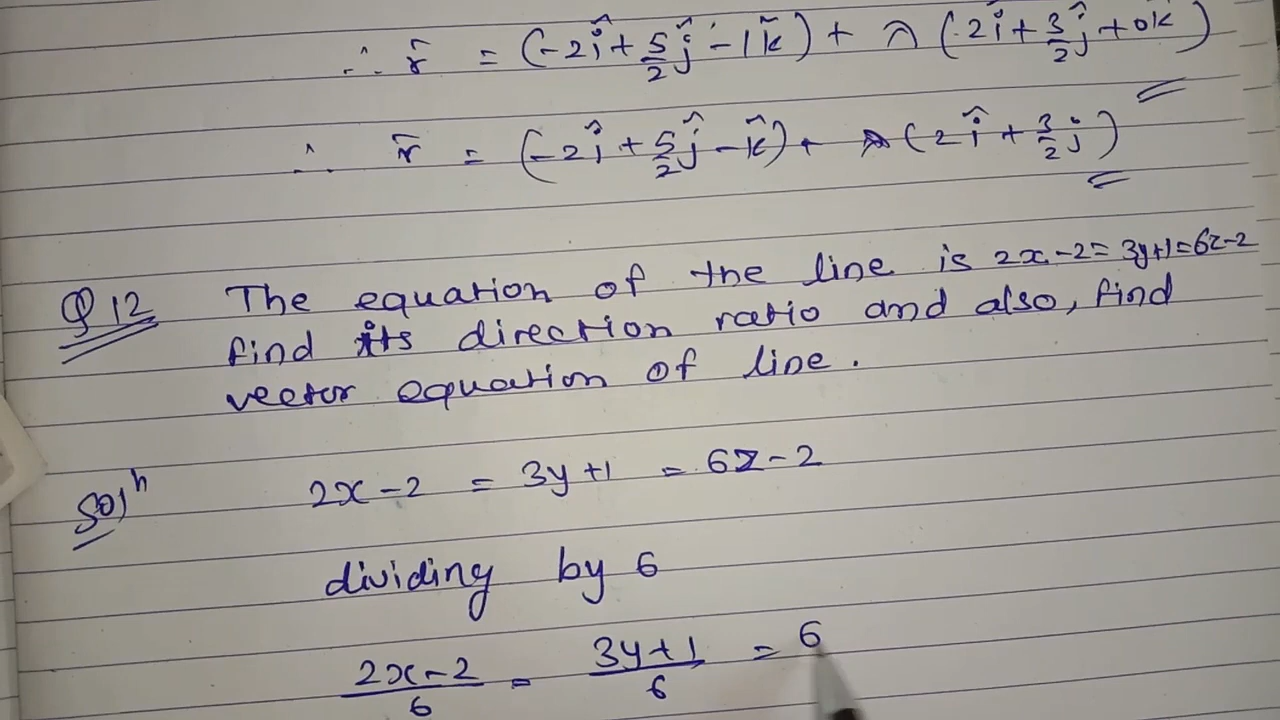 ∴ r̄ = (-2î + 5/2 ĵ - 1k̂) + λ (2î + 3/2 ĵ + 0k)
∴ r̄ = (-2î + 5/2 ĵ - k̂) + λ (2î + 3/2 j)
Q 12 The equation of the line is 2x-2 = 3y+1 = 6z-2
find its direction ratio and also, find
vector equation of line.
Solⁿ 2x - 2 = 3y + 1 = 6z - 2
dividing by 6
2x-2/6 = 3y+1/6 = 6